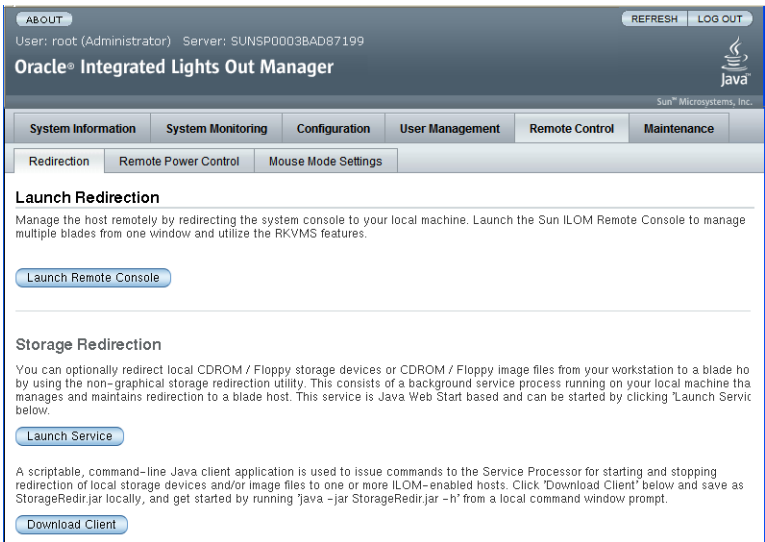 ABOUT REFRESH LOG OUT
User: root (Administrator) Server: SUNSP0003BAD87199
Oracle® Integrated Lights Out Manager
Java™
Sun™ Microsystems, Inc.
System Information System Monitoring Configuration User Management Remote Control Maintenance
Redirection Remote Power Control Mouse Mode Settings
Launch Redirection
Manage the host remotely by redirecting the system console to your local machine. Launch the Sun ILOM Remote Console to manage
multiple blades from one window and utilize the RKVMS features.
Launch Remote Console
Storage Redirection
You can optionally redirect local CDROM / Floppy storage devices or CDROM / Floppy image files from your workstation to a blade ho
by using the non-graphical storage redirection utility. This consists of a background service process running on your local machine tha
manages and maintains redirection to a blade host. This service is Java Web Start based and can be started by clicking 'Launch Servic
below.
Launch Service
A scriptable, command-line Java client application is used to issue commands to the Service Processor for starting and stopping
redirection of local storage devices and/or image files to one or more ILOM-enabled hosts. Click 'Download Client' below and save as
StorageRedir.jar locally, and get started by running 'java -jar StorageRedir.jar -h' from a local command window prompt.
Download Client